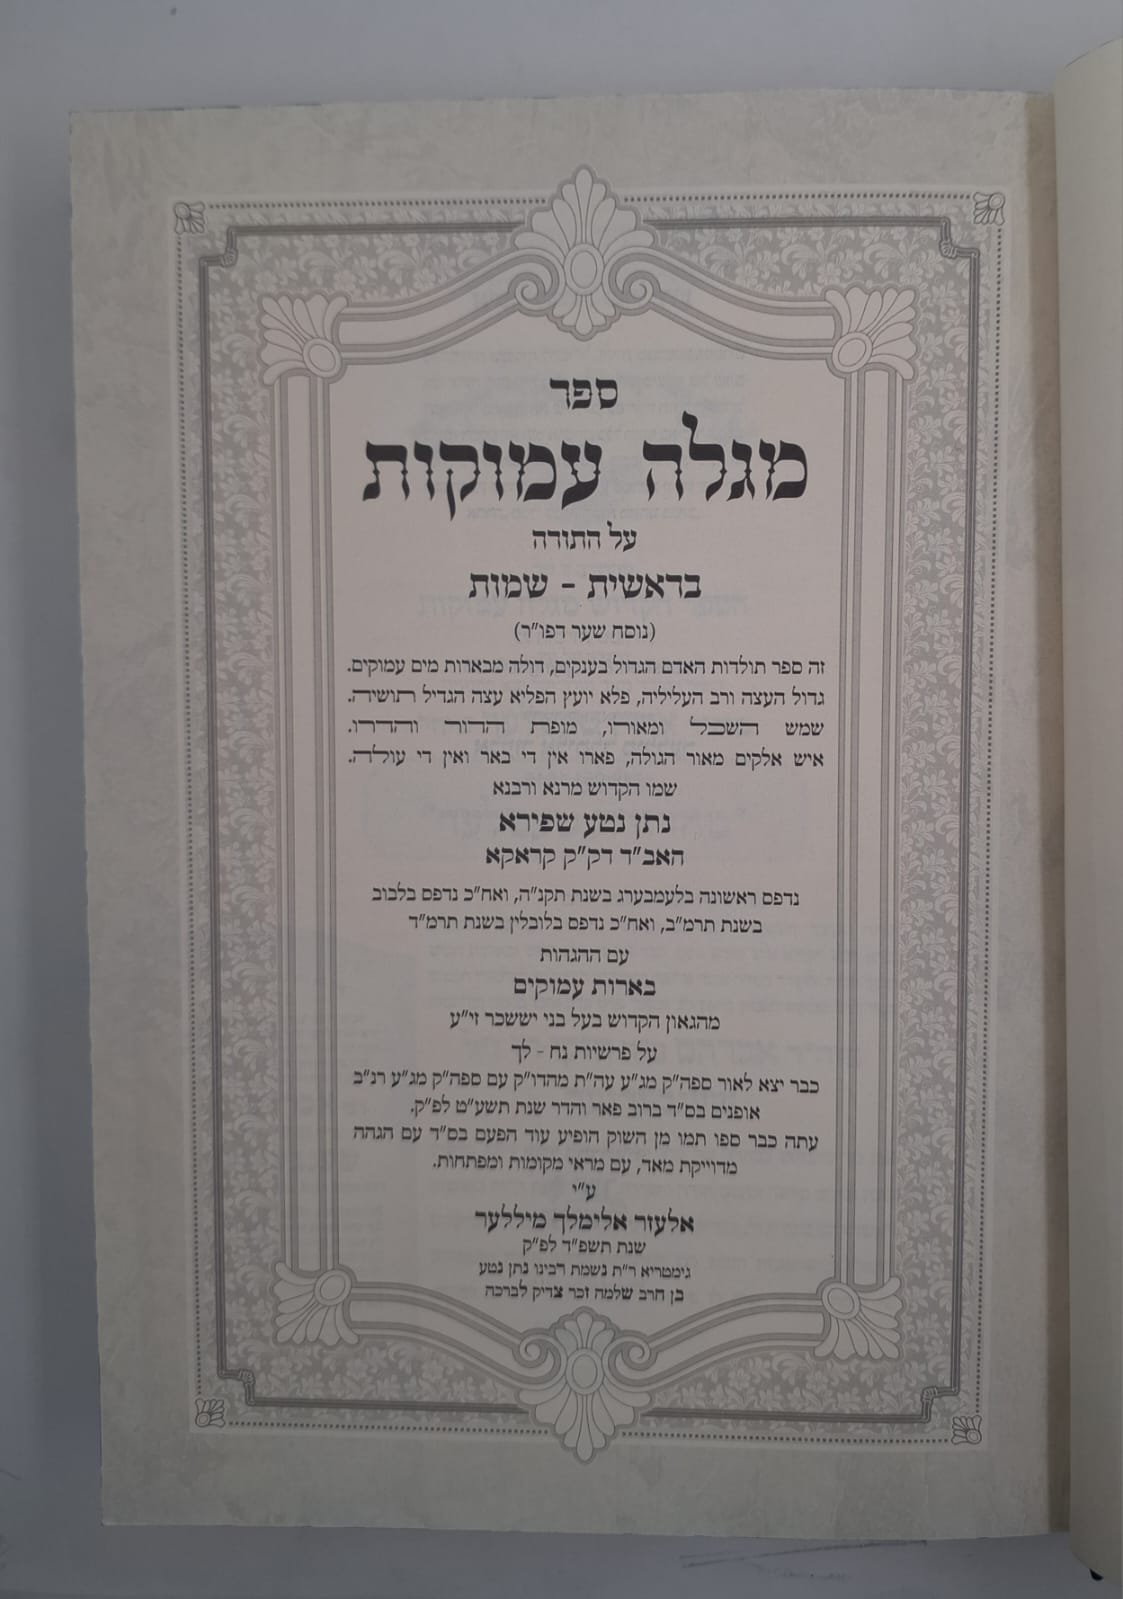 ספר
מגלה עמוקות
על התורה
בראשית - שמות
(נוסח שער דפו"ר)
זה ספר תולדות האדם הגדול בענקים, דולה מבארות מים עמוקים.
גדול העצה ורב העליליה, פלא יועץ הפליא עצה הגדיל תושיה.
שמש השכל ומאורו, מופת הדור והדרו.
איש אלקים מאור הגולה, פארו אין די באר ואין די עולה.
שמו הקדוש מרנא ורבנא
נתן נטע שפירא
האב"ד דק"ק קראקא
נדפס ראשונה בלעמבערג בשנת תקנ"ה, ואח"כ נדפס בלבוב
בשנת תרמ"ב, ואח"כ נדפס בלובלין בשנת תרמ"ד
עם ההגהות
בארות עמוקים
מהגאון הקדוש בעל בני יששכר זי"ע
על פרשיות נח - לך
כבר יצא לאור ספה"ק מג"ע עה"ת מהדו"ק עם ספה"ק מג"ע רנ"ב
אופנים בס"ד ברוב פאר והדר שנת תשע"ט לפ"ק.
עתה כבר ספו תמו מן השוק הופיע עוד הפעם בס"ד עם הגהה
מדוייקת מאד, עם מראי מקומות ומפתחות.
ע"י
אלעזר אלימלך מיללער
שנת תשפ"ד לפ"ק
גימטריא ר"ת נשמת רבינו נתן נטע
בן הרב שלמה זכר צדיק לברכה